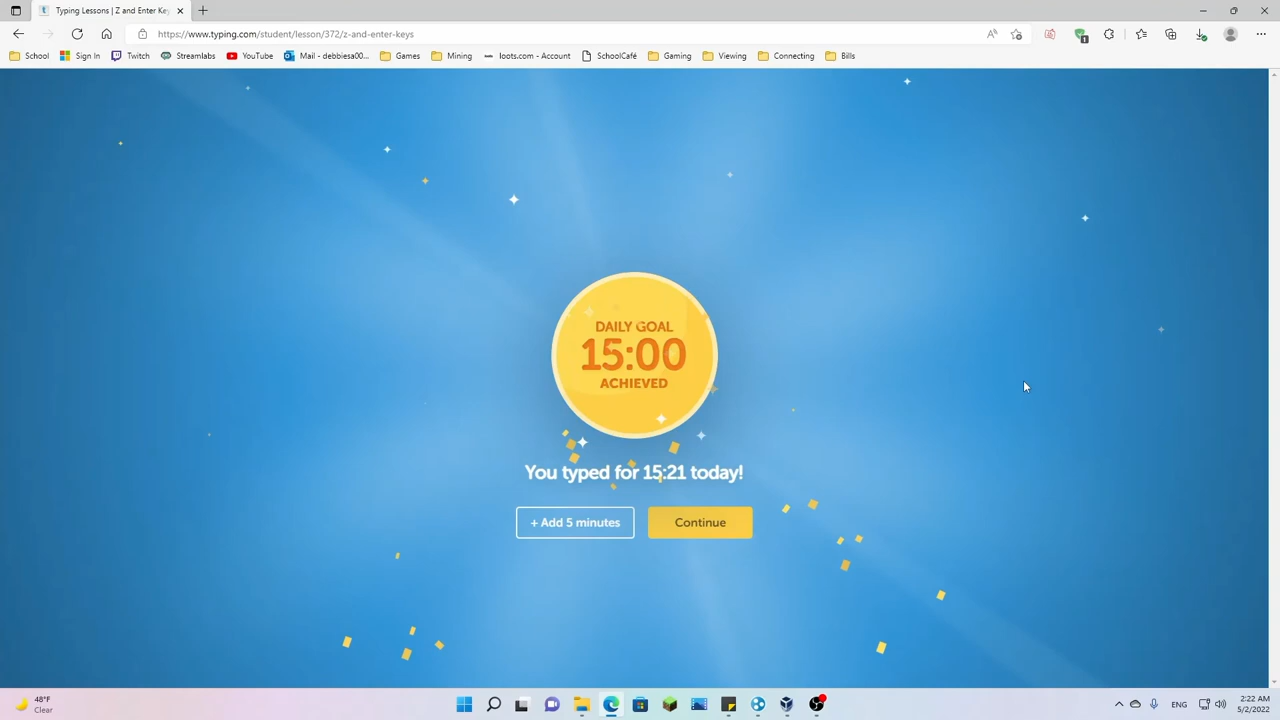 Typing Lessons | Z and Enter Key
https://www.typing.com/student/lesson/372/z-and-enter-keys
School
Sign In
Twitch
Streamlabs
YouTube
Mail - debbiesa00...
Games
Mining
loots.com - Account
SchoolCafé
Gaming
Viewing
Connecting
Bills
DAILY GOAL
15:00
ACHIEVED
You typed for 15:21 today!
+ Add 5 minutes
Continue
48°F
Clear
ENG
2:22 AM
5/2/2022